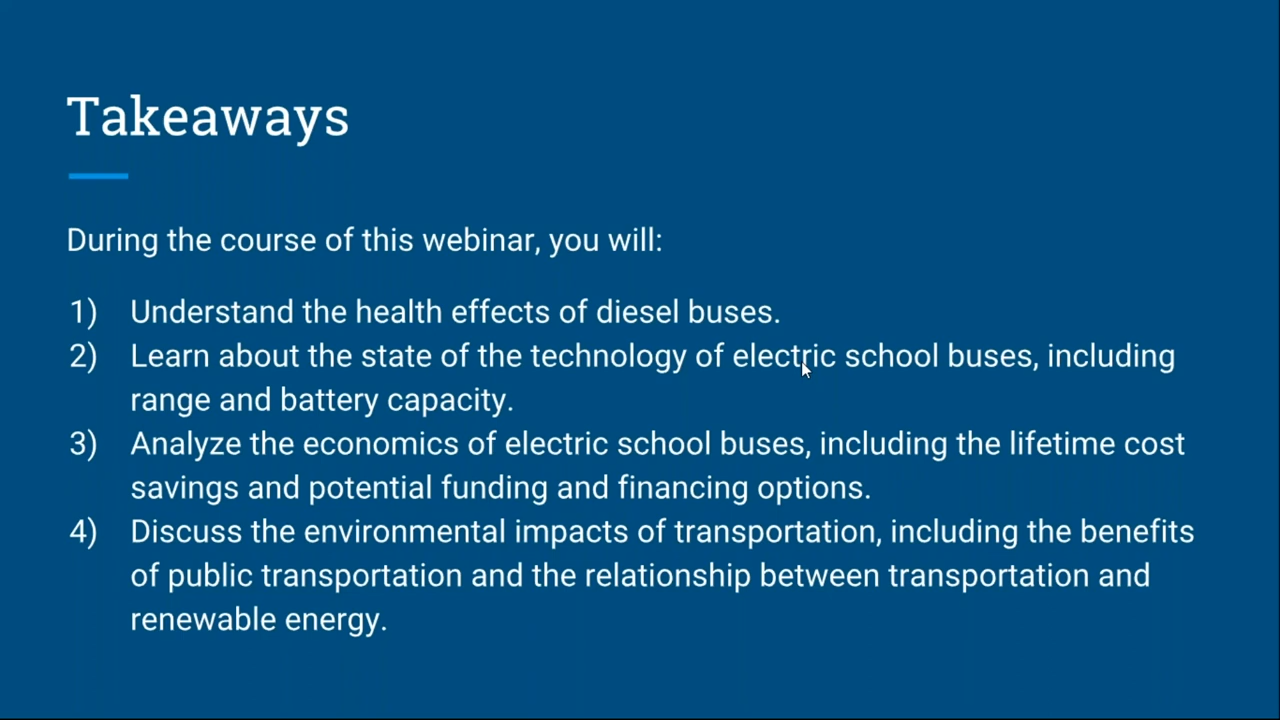 Takeaways
During the course of this webinar, you will:
1) Understand the health effects of diesel buses.
2) Learn about the state of the technology of electric school buses, including
range and battery capacity.
3) Analyze the economics of electric school buses, including the lifetime cost
savings and potential funding and financing options.
4) Discuss the environmental impacts of transportation, including the benefits
of public transportation and the relationship between transportation and
renewable energy.